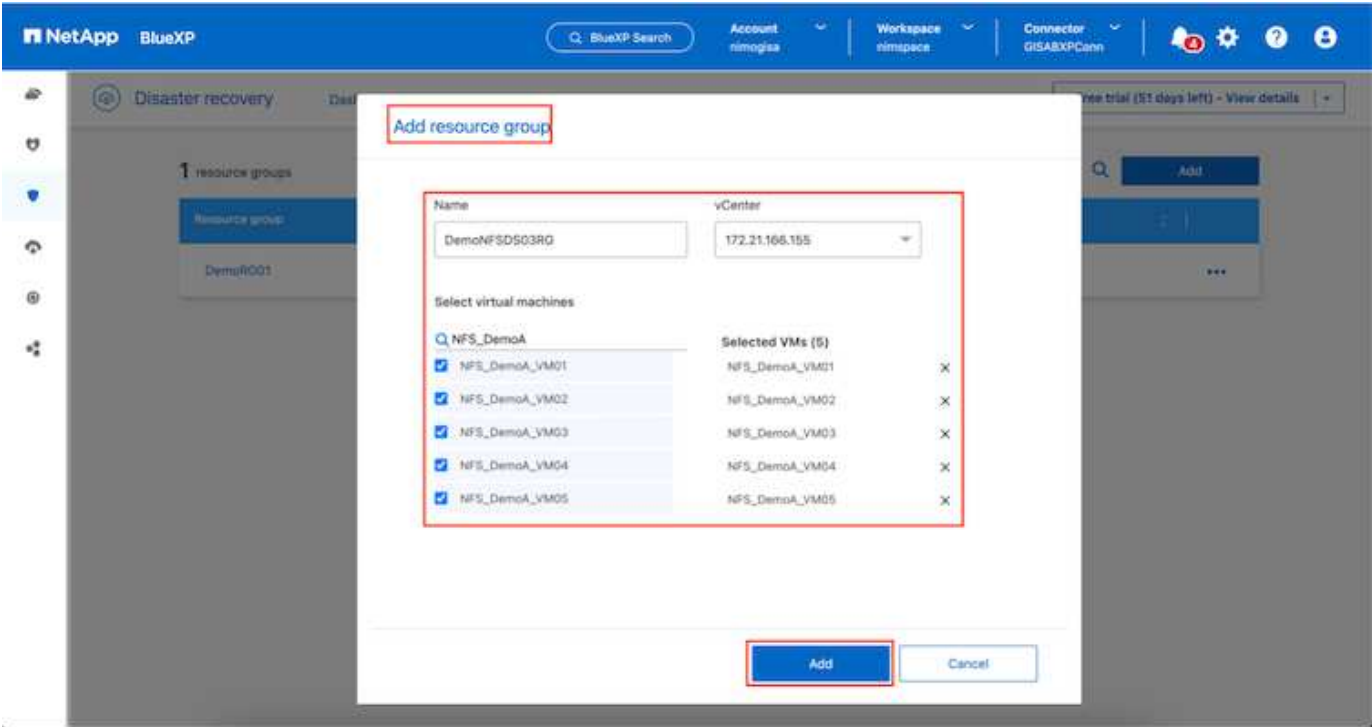 NetApp BlueXP
BlueXP Search
Account
nimogisa
Workspace
nimspace
Connector
GISABXPConn
4
Disaster recovery
Free trial (51 days left) - View details
1 resource groups
Add
Resource group
DemoRG01
Add resource group
Name
vCenter
DemoNFSDS03RG
172.21.166.155
Select virtual machines
NFS_DemoA
Selected VMs (5)
NFS_DemoA_VM01
NFS_DemoA_VM01
NFS_DemoA_VM02
NFS_DemoA_VM02
NFS_DemoA_VM03
NFS_DemoA_VM03
NFS_DemoA_VM04
NFS_DemoA_VM04
NFS_DemoA_VM05
NFS_DemoA_VM05
Add
Cancel